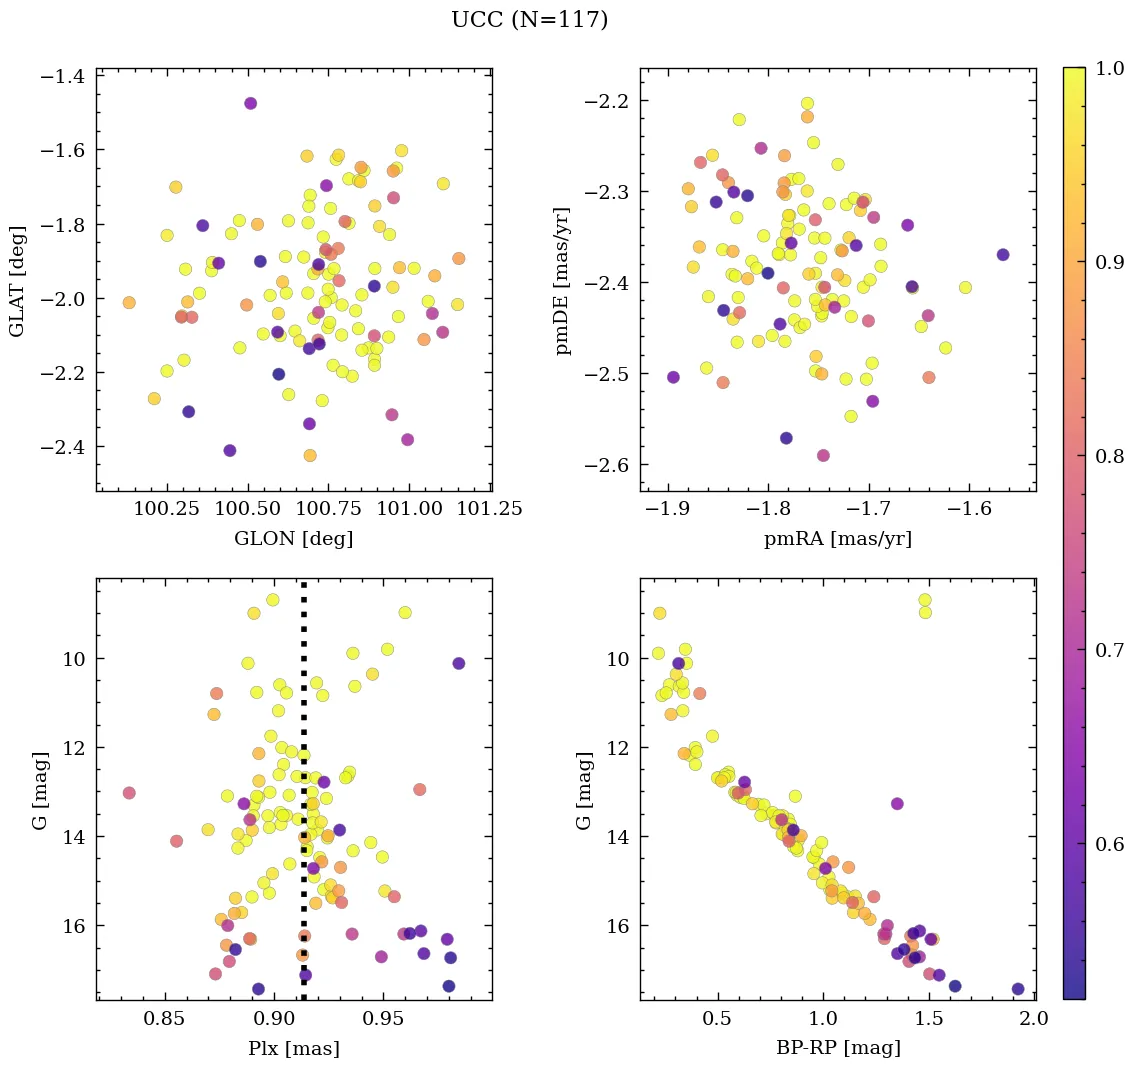 UCC (N=117)
−1.4
−1.6
−1.8
−2.0
−2.2
−2.4
GLAT [deg]
100.25 100.50 100.75 101.00 101.25
GLON [deg]
−2.2
−2.3
−2.4
−2.5
−2.6
pmDE [mas/yr]
−1.9 −1.8 −1.7 −1.6
pmRA [mas/yr]
10
12
14
16
G [mag]
0.85 0.90 0.95
Plx [mas]
10
12
14
16
G [mag]
0.5 1.0 1.5 2.0
BP-RP [mag]
1.0
0.9
0.8
0.7
0.6